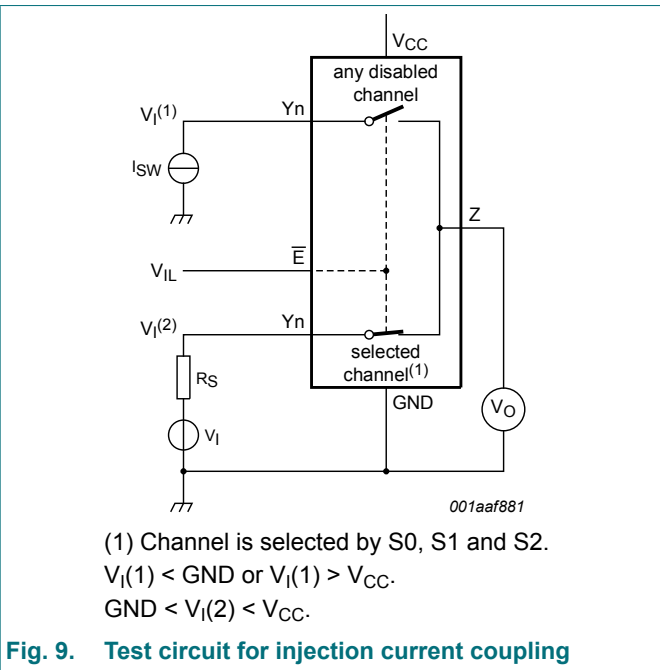 VCC
any disabled
channel
VI(1)
Yn
ISW
Z
E̅
VIL
VI(2)
Yn
selected
channel(1)
RS
GND
VO
VI
001aaf881
(1) Channel is selected by S0, S1 and S2.
VI(1) < GND or VI(1) > VCC.
GND < VI(2) < VCC.
Fig. 9. Test circuit for injection current coupling